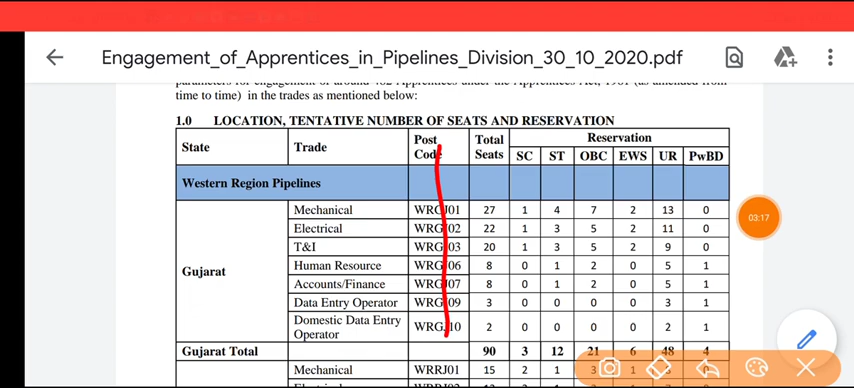 Engagement_of_Apprentices_in_Pipelines_Division_30_10_2020.pdf
time to time) in the trades as mentioned below:
1.0 LOCATION, TENTATIVE NUMBER OF SEATS AND RESERVATION
State Trade Post Code Total Seats Reservation
SC ST OBC EWS UR PwBD
Western Region Pipelines
Gujarat
Mechanical WRGJ01 27 1 4 7 2 13 0
Electrical WRGJ02 22 1 3 5 2 11 0
T&I WRGJ03 20 1 3 5 2 9 0
Human Resource WRGJ06 8 0 1 2 0 5 1
Accounts/Finance WRGJ07 8 0 1 2 0 5 1
Data Entry Operator WRGJ09 3 0 0 0 0 3 1
Domestic Data Entry Operator WRGJ10 2 0 0 0 0 2 1
Gujarat Total 90 3 12 21 6 48 4
Mechanical WRRJ01 15 2 1 3 1
03:17